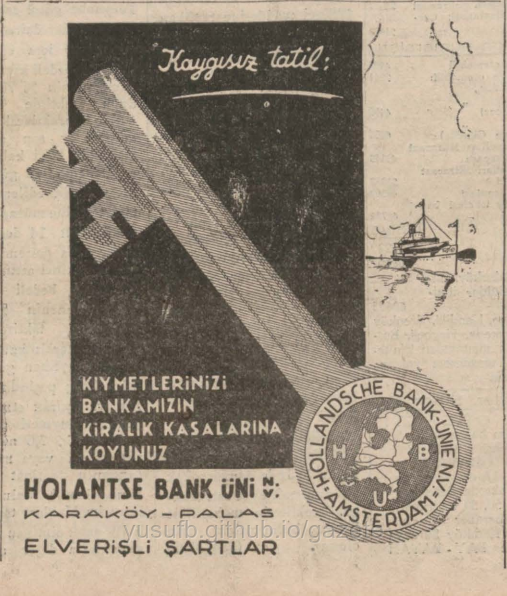 Kaygısız tatil:
KIYMETLERİNİZİ
BANKAMIZIN
KİRALIK KASALARINA
KOYUNUZ
HOLLANDSCHE BANK-UNIE N.V.
AMSTERDAM
H B
U
HOLANTSE BANK ÜNİ N.V.:
KARAKÖY-PALAS
yusufb.github.io/gazete
ELVERİŞLİ ŞARTLAR